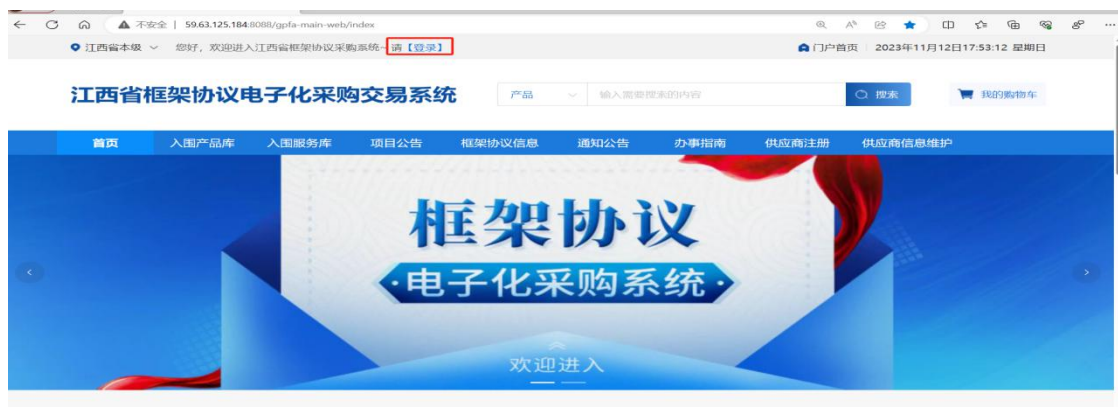 不安全 | 59.63.125.184:8088/gpfa-main-web/index
江西省本级 您好，欢迎进入江西省框架协议采购系统~请【登录】 门户首页 2023年11月12日17:53:12 星期日
江西省框架协议电子化采购交易系统 产品 输入需要搜索的内容 搜索 我的购物车
首页 入围产品库 入围服务库 项目公告 框架协议信息 通知公告 办事指南 供应商注册 供应商信息维护
框架协议
·电子化采购系统·
欢迎进入